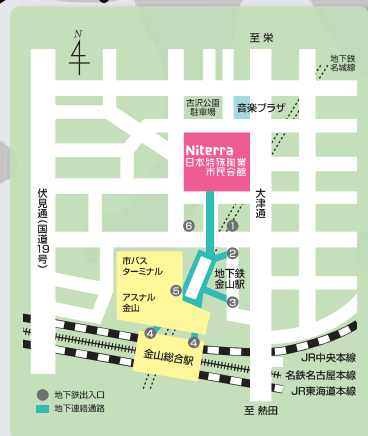 N
至 栄
地下鉄
名城線
古沢公園
駐車場
音楽プラザ
Niterra
日本特殊陶業
市民会館
伏見通(国道19号)
大津通
⑥
①
②
市バス
ターミナル
地下鉄
金山駅
アスナル
金山
⑤
③
④
④
金山総合駅
JR中央本線
名鉄名古屋本線
JR東海道本線
地下鉄出入口
地下連絡通路
至 熱田